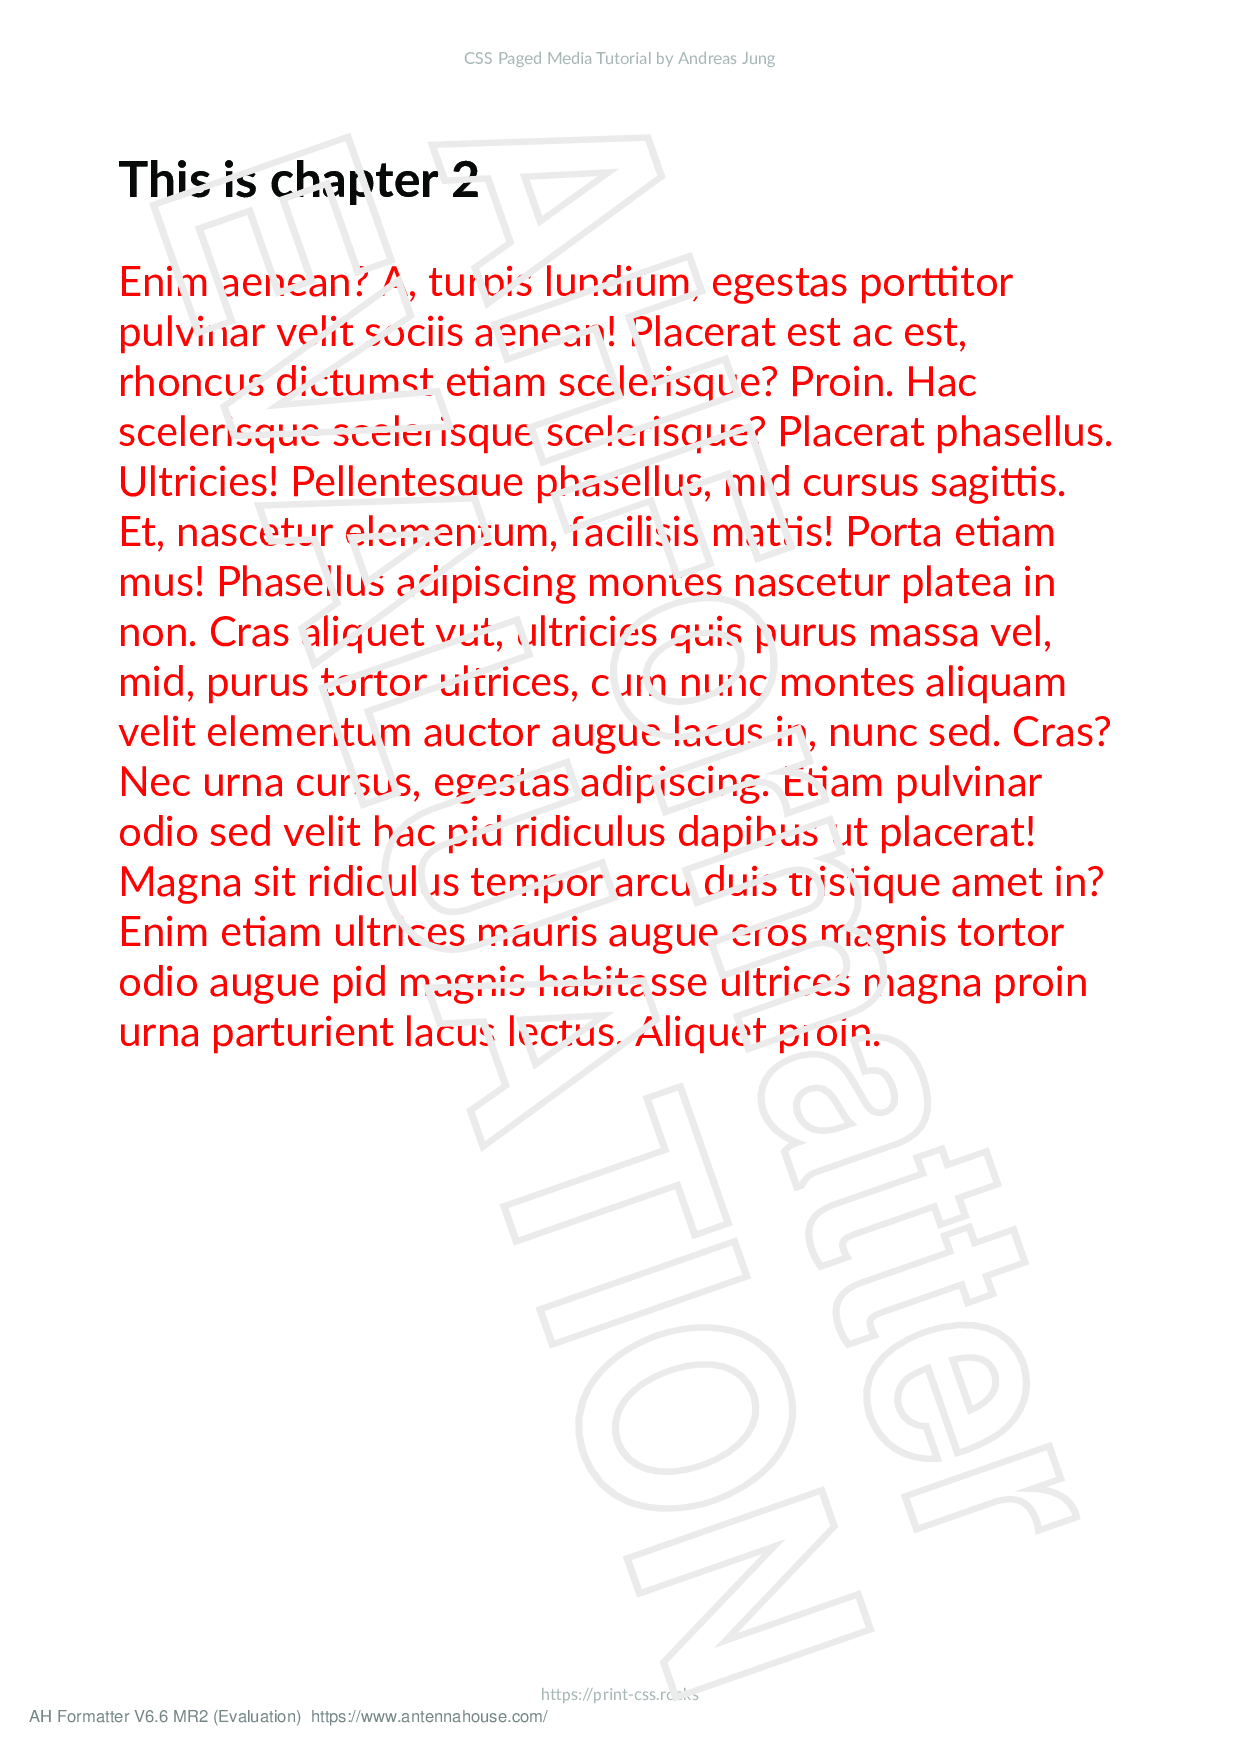 CSS Paged Media Tutorial by Andreas Jung
This is chapter 2
Enim aenean? A, turpis lundium, egestas porttitor
pulvinar velit sociis aenean! Placerat est ac est,
rhoncus dictumst etiam scelerisque? Proin. Hac
scelerisque scelerisque scelerisque? Placerat phasellus.
Ultricies! Pellentesque phasellus, mid cursus sagittis.
Et, nascetur elementum, facilisis mattis! Porta etiam
mus! Phasellus adipiscing montes nascetur platea in
non. Cras aliquet vut, ultricies quis purus massa vel,
mid, purus tortor ultrices, cum nunc montes aliquam
velit elementum auctor augue lacus in, nunc sed. Cras?
Nec urna cursus, egestas adipiscing. Etiam pulvinar
odio sed velit hac pid ridiculus dapibus ut placerat!
Magna sit ridiculus tempor arcu duis tristique amet in?
Enim etiam ultrices mauris augue eros magnis tortor
odio augue pid magnis habitasse ultrices magna proin
urna parturient lacus lectus. Aliquet proin.
AHFormatter
EVALUATION
https://print-css.rocks
AH Formatter V6.6 MR2 (Evaluation) https://www.antennahouse.com/